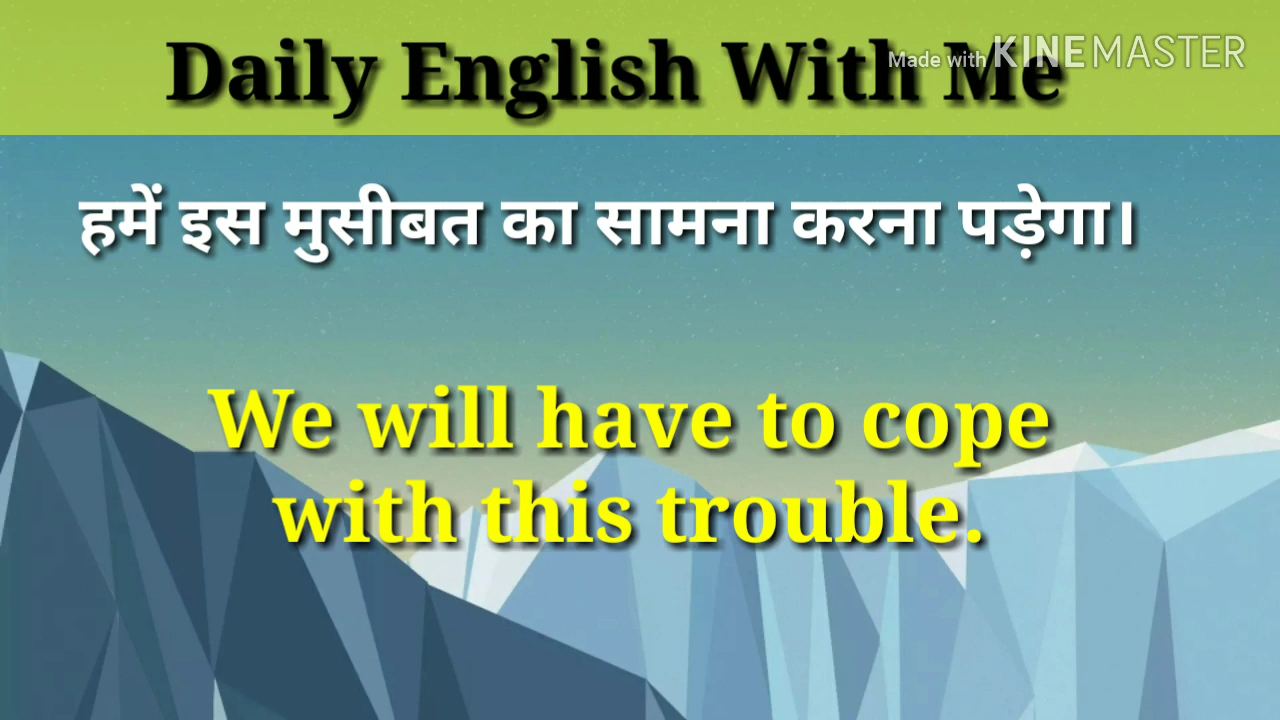 Daily English With Me
Made with KINEMASTER
हमें इस मुसीबत का सामना करना पड़ेगा।
We will have to cope
with this trouble.